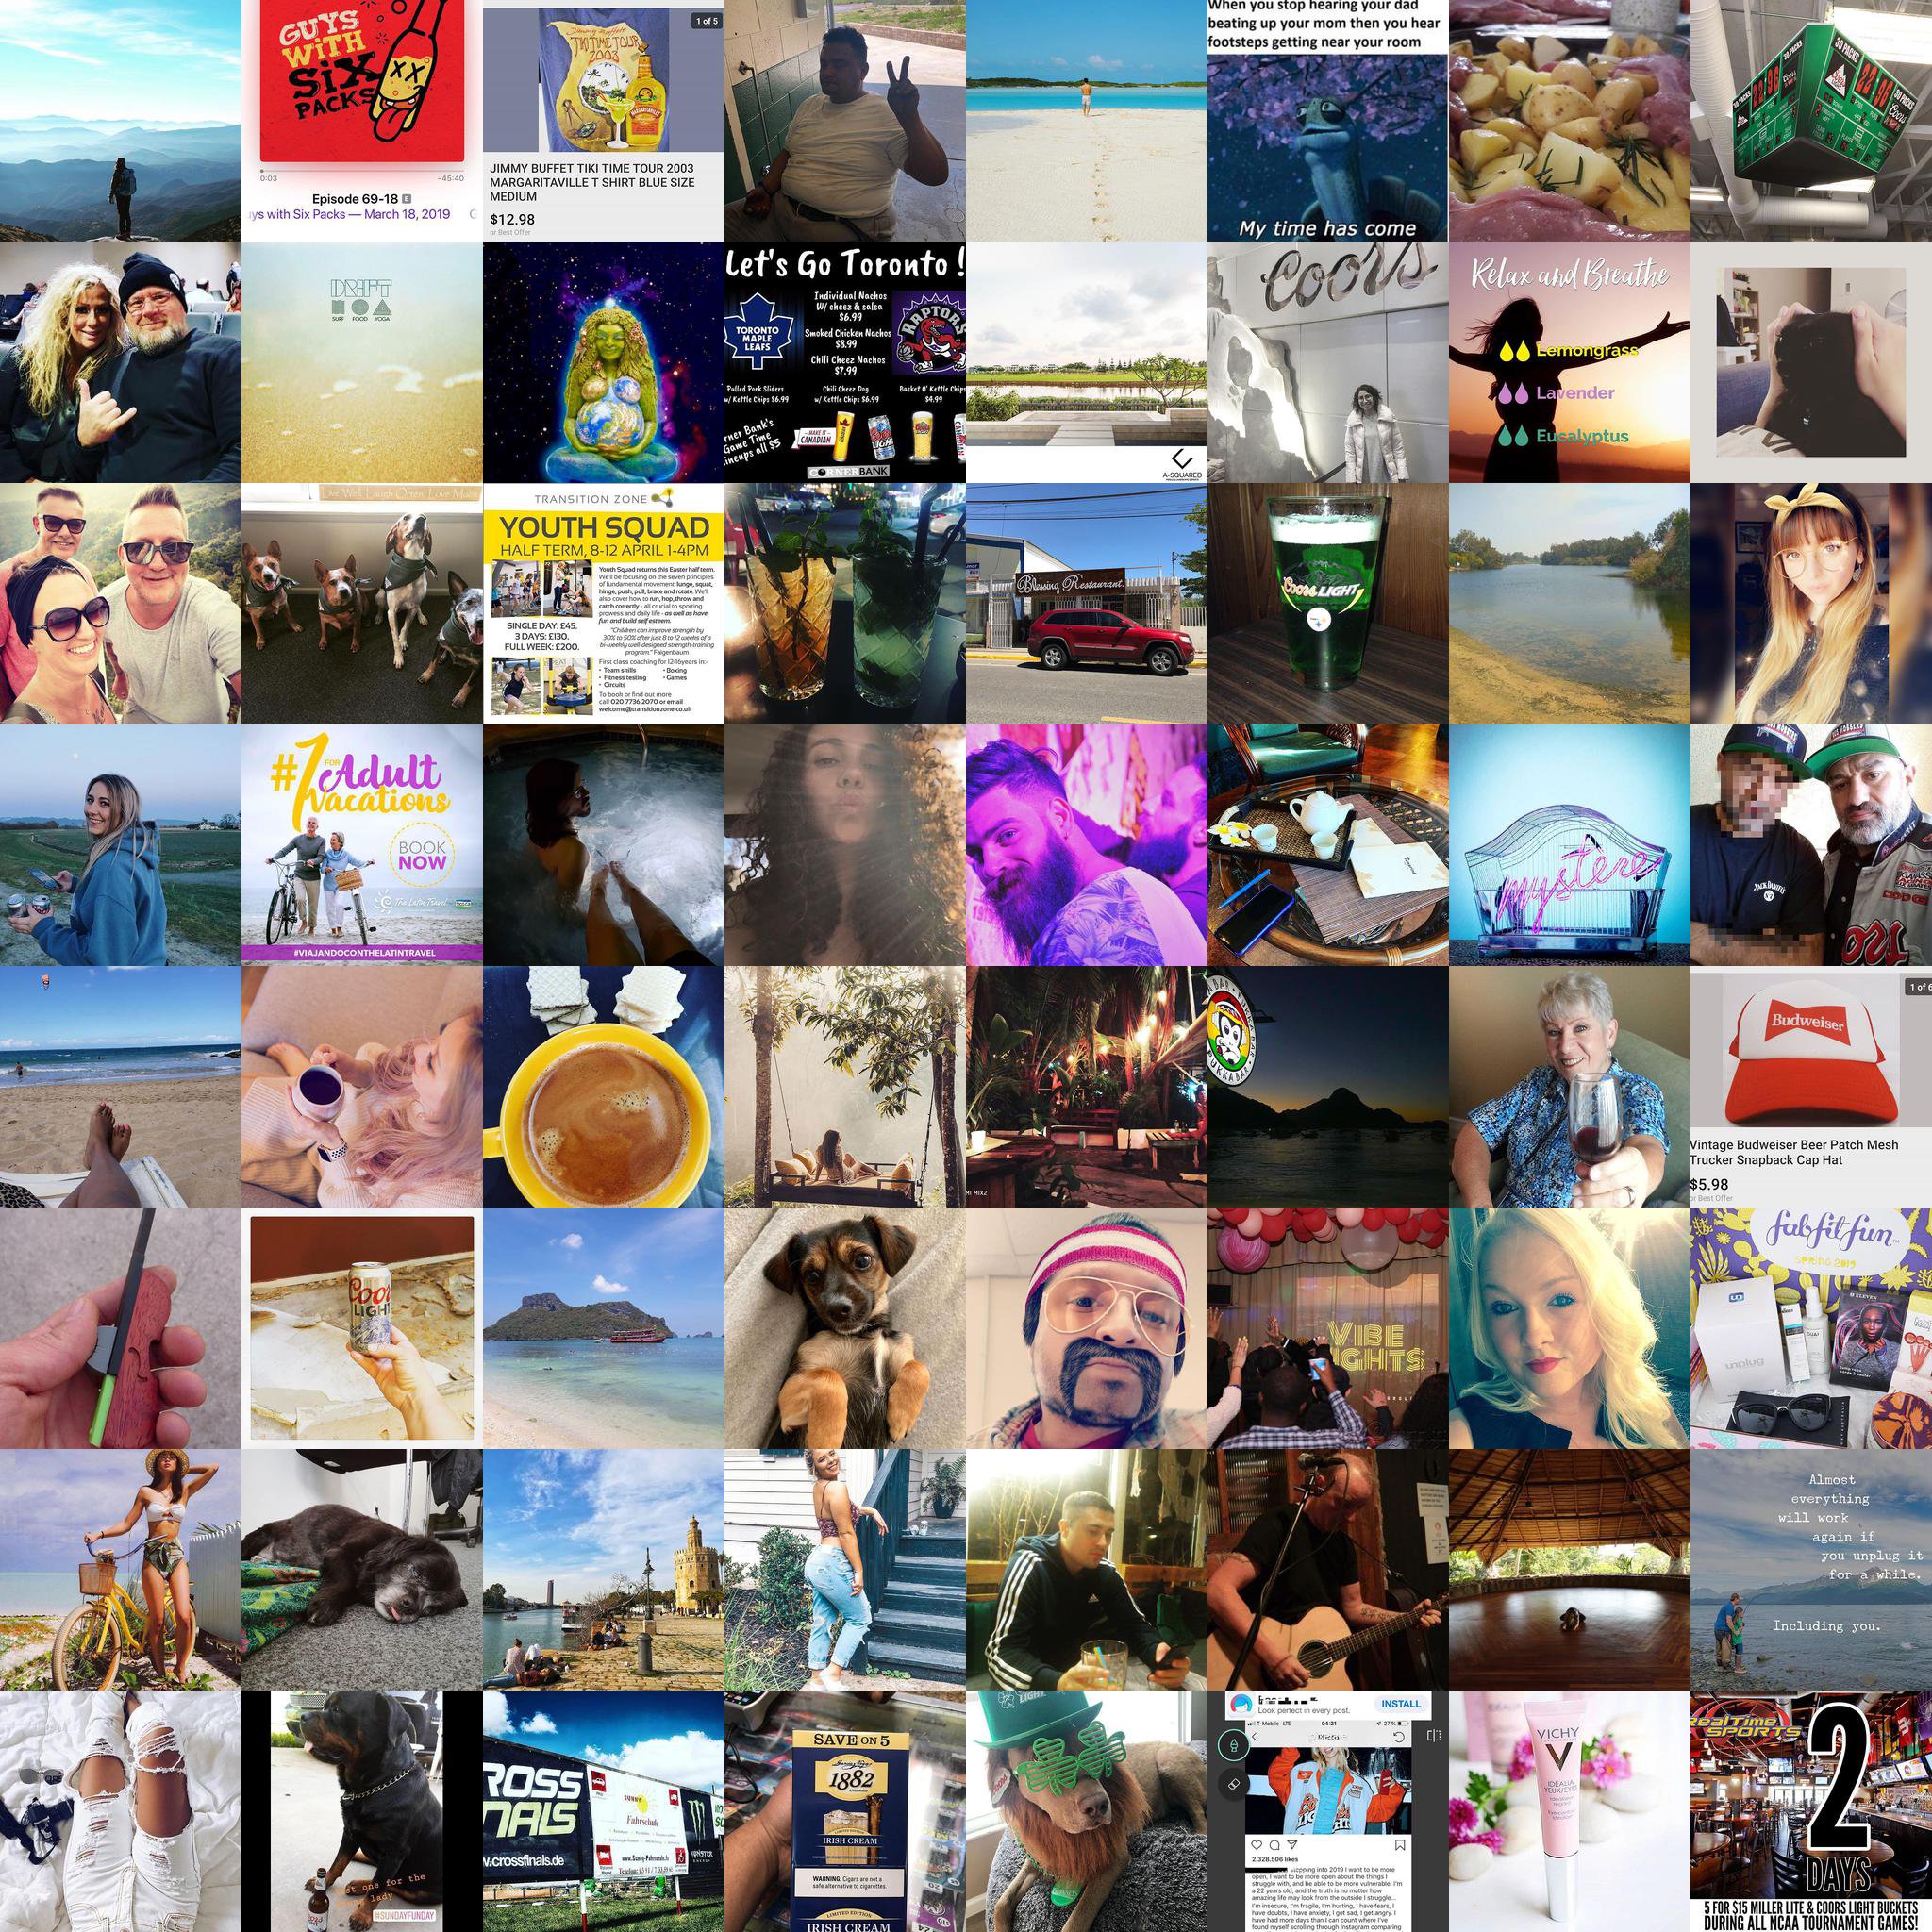 GUYS
WITH
SIX
PACKS
0:03
-45:40
Episode 69-18 E
ys with Six Packs — March 18, 2019
1 of 5
TIKI TIME TOUR
2003
JIMMY BUFFET TIKI TIME TOUR 2003
MARGARITAVILLE T SHIRT BLUE SIZE
MEDIUM
$12.98
or Best Offer
When you stop hearing your dad
beating up your mom then you hear
footsteps getting near your room
My time has come
30 PACKS
22.96
Coors
DRIFT
SURF FOOD YOGA
Let's Go Toronto !
TORONTO
MAPLE
LEAFS
Individual Nachos
W/ cheez & salsa
$6.99
Smoked Chicken Nachos
$8.99
Chili Cheez Nachos
$7.99
RAPTORS
Pulled Pork Sliders
w/ Kettle Chips $6.99
Chili Cheez Dog
w/ Kettle Chips $6.99
Basket O' Kettle Chips
$4.99
rner Bank's
Game Time
ineups all $5
MAKE IT
CANADIAN
CORNERBANK
A-SQUARED
Coors
Relax and Breathe
Lemongrass
Lavender
Eucalyptus
Live Well Laugh Often Love Much
TRANSITION ZONE
YOUTH SQUAD
HALF TERM, 8-12 APRIL 1-4PM
Youth Squad returns this Easter half term.
We'll be focusing on the seven principles
of fundamental movement: lunge, squat,
hinge, push, pull, brace and rotate. We'll
also cover how to run, hop, throw and
catch correctly - all crucial to sporting
prowess and daily life - as well as have
fun and build self esteem.
SINGLE DAY: £45.
3 DAYS: £130.
FULL WEEK: £200.
"Children can improve strength by
30% to 50% after just 8 to 12 weeks of a
bi-weekly well-designed strength-training
program" Falgenbaum
First class coaching for 12-16years in:-
• Team skills
• Fitness testing
• Circuits
• Boxing
• Games
To book or find out more
call 020 7736 2070 or email
welcome@transitionzone.co.uk
Blessing Restaurant
Coors LIGHT
#1 FOR Adult
Vacations
BOOK
NOW
The Latin Travel
#VIAJANDOCONTHELATINTRAVEL
mystere
JACK DANIEL'S
MI MIX2
PUKKA BAR
1 of 6
Budweiser
Vintage Budweiser Beer Patch Mesh
Trucker Snapback Cap Hat
$5.98
or Best Offer
Coors
LIGHT
VIBE
IGHTS
fabfitfun
SPRING 2019
unplug
ELEVEN
Almost
everything
will work
again if
you unplug it
for a while.
Including you.
st one for the
lady
#SUNDAYFUNDAY
ROSS
NALS
w.crossfinals.de
SUNNY
Fahrschule
www.Sunny-Fahrschule.de
MONSTER
SAVE ON 5
1882
IRISH CREAM
WARNING: Cigars are not a
safe alternative to cigarettes.
LIMITED EDITION
IRISH CREAM
LIGHT
INSTALL
Look perfect in every post.
T-Mobile LTE
04:21
27 %
2.328.506 likes
stepping into 2019 I want to be more
open, I want to be more open about the things I
struggle with, and be able to be more vulnerable. I'm
a 22 years old, and the truth is no matter how
amazing life may look from the outside I struggle...
I'm insecure, I'm fragile, I'm hurting, I have fears, I
have doubts, I have anxiety, I get sad, I get angry. I
have had more days than I can count where I've
found myself scrolling through Instagram comparing
VICHY
IDÉALIA
YEUX/EYES
RealTime
SPORTS
2
DAYS
5 FOR $15 MILLER LITE & COORS LIGHT BUCKETS
DURING ALL NCAA TOURNAMENT GAMES!